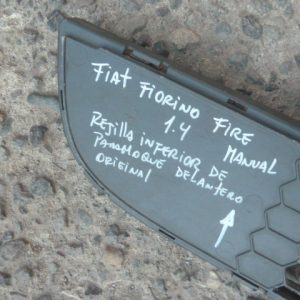 FIAT FIORINO FIRE
1.4 MANUAL
REJILLA INFERIOR DE
PARAGOLPE DELANTERO
ORIGINAL